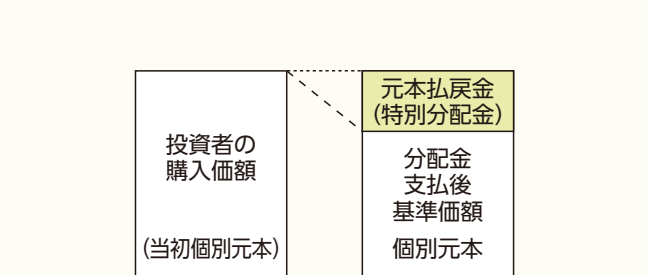 投資者の
購入価額
(当初個別元本)
元本払戻金
(特別分配金)
分配金
支払後
基準価額
個別元本